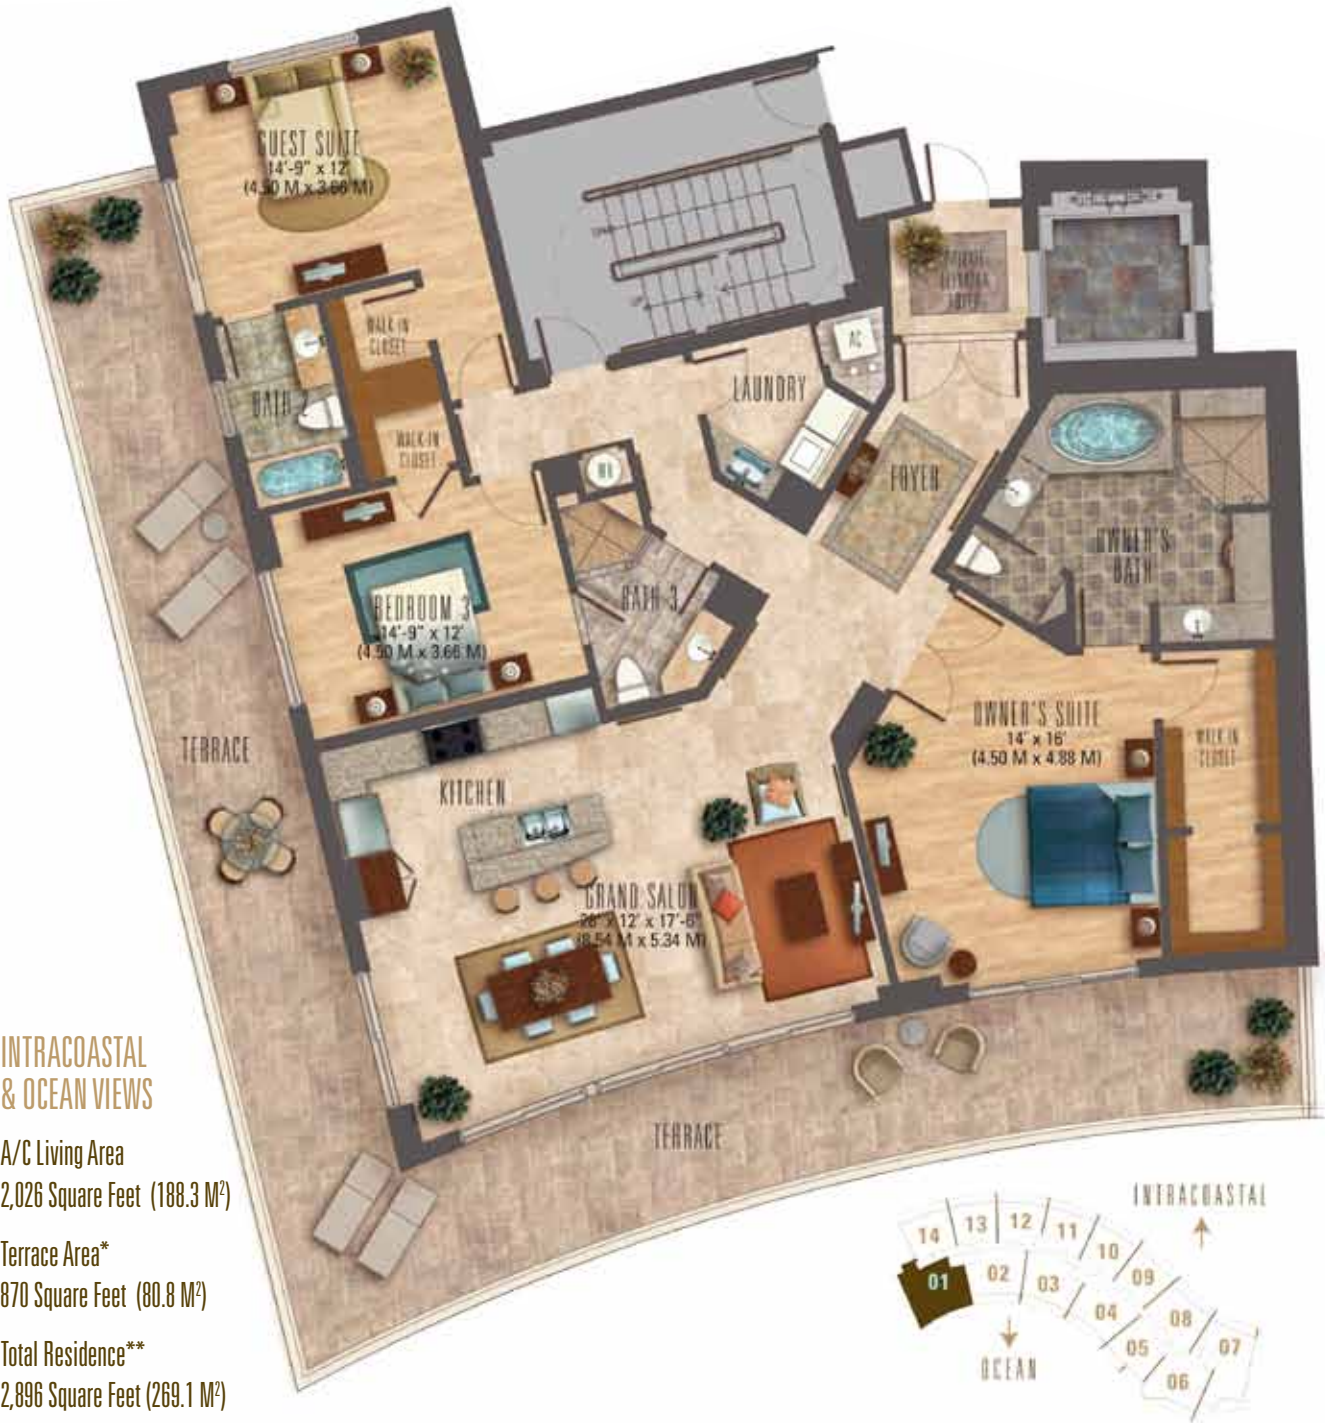 GUEST SUITE
14'-9" x 12'
(4.50 M x 3.66 M)
WALK IN
CLOSET
BATH 2
WALK-IN
CLOSET
LAUNDRY
AC
FOYER
OWNER'S
BATH
BATH 3
BEDROOM 3
14'-9" x 12'
(4.50 M x 3.66 M)
OWNER'S SUITE
14' x 16'
(4.50 M x 4.88 M)
WALK IN
CLOSET
TERRACE
KITCHEN
GRAND SALON
28' x 12' x 17'-6"
(8.54 M x 5.34 M)
TERRACE
INTRACOASTAL
& OCEAN VIEWS
A/C Living Area
2,026 Square Feet (188.3 M²)
Terrace Area*
870 Square Feet (80.8 M²)
Total Residence**
2,896 Square Feet (269.1 M²)
INTRACOASTAL
14 13 12 11 10 09 08 07
01 02 03 04 05 06
OCEAN